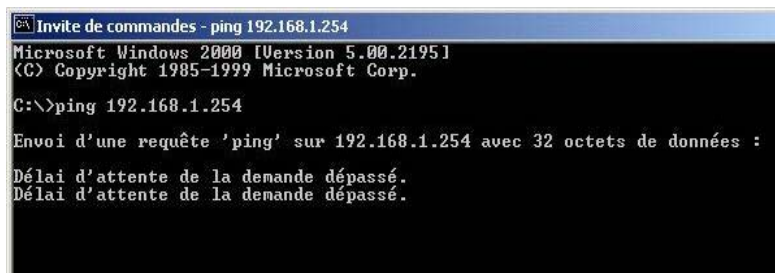 Invite de commandes - ping 192.168.1.254
Microsoft Windows 2000 [Version 5.00.2195]
(C) Copyright 1985-1999 Microsoft Corp.
C:\>ping 192.168.1.254
Envoi d'une requête 'ping' sur 192.168.1.254 avec 32 octets de données :
Délai d'attente de la demande dépassé.
Délai d'attente de la demande dépassé.